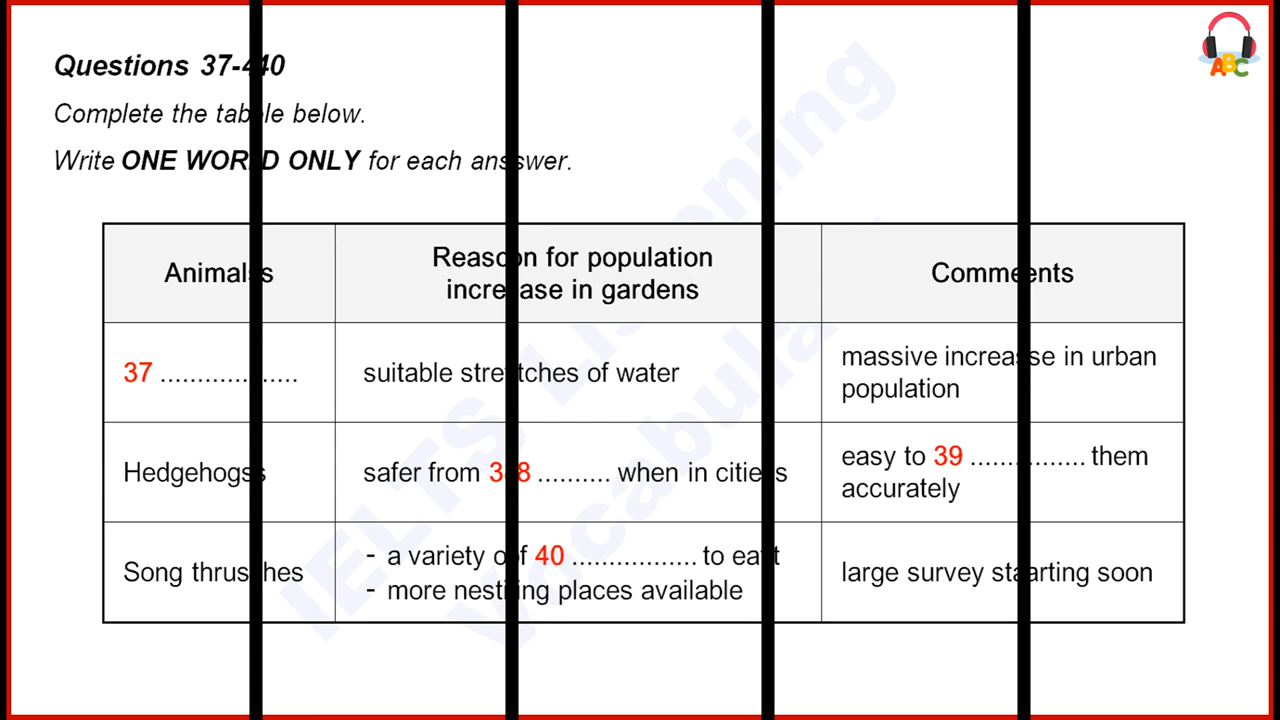 Questions 37-40
Complete the table below.
Write ONE WORD ONLY for each answer.
Animals
Reason for population
increase in gardens
Comments
37 ..................
suitable stretches of water
massive increase in urban
population
Hedgehogs
safer from 38 .......... when in cities
easy to 39 ............... them
accurately
Song thrushes
- a variety of 40 ................. to eat
- more nesting places available
large survey starting soon
ABC
IELTS Listening